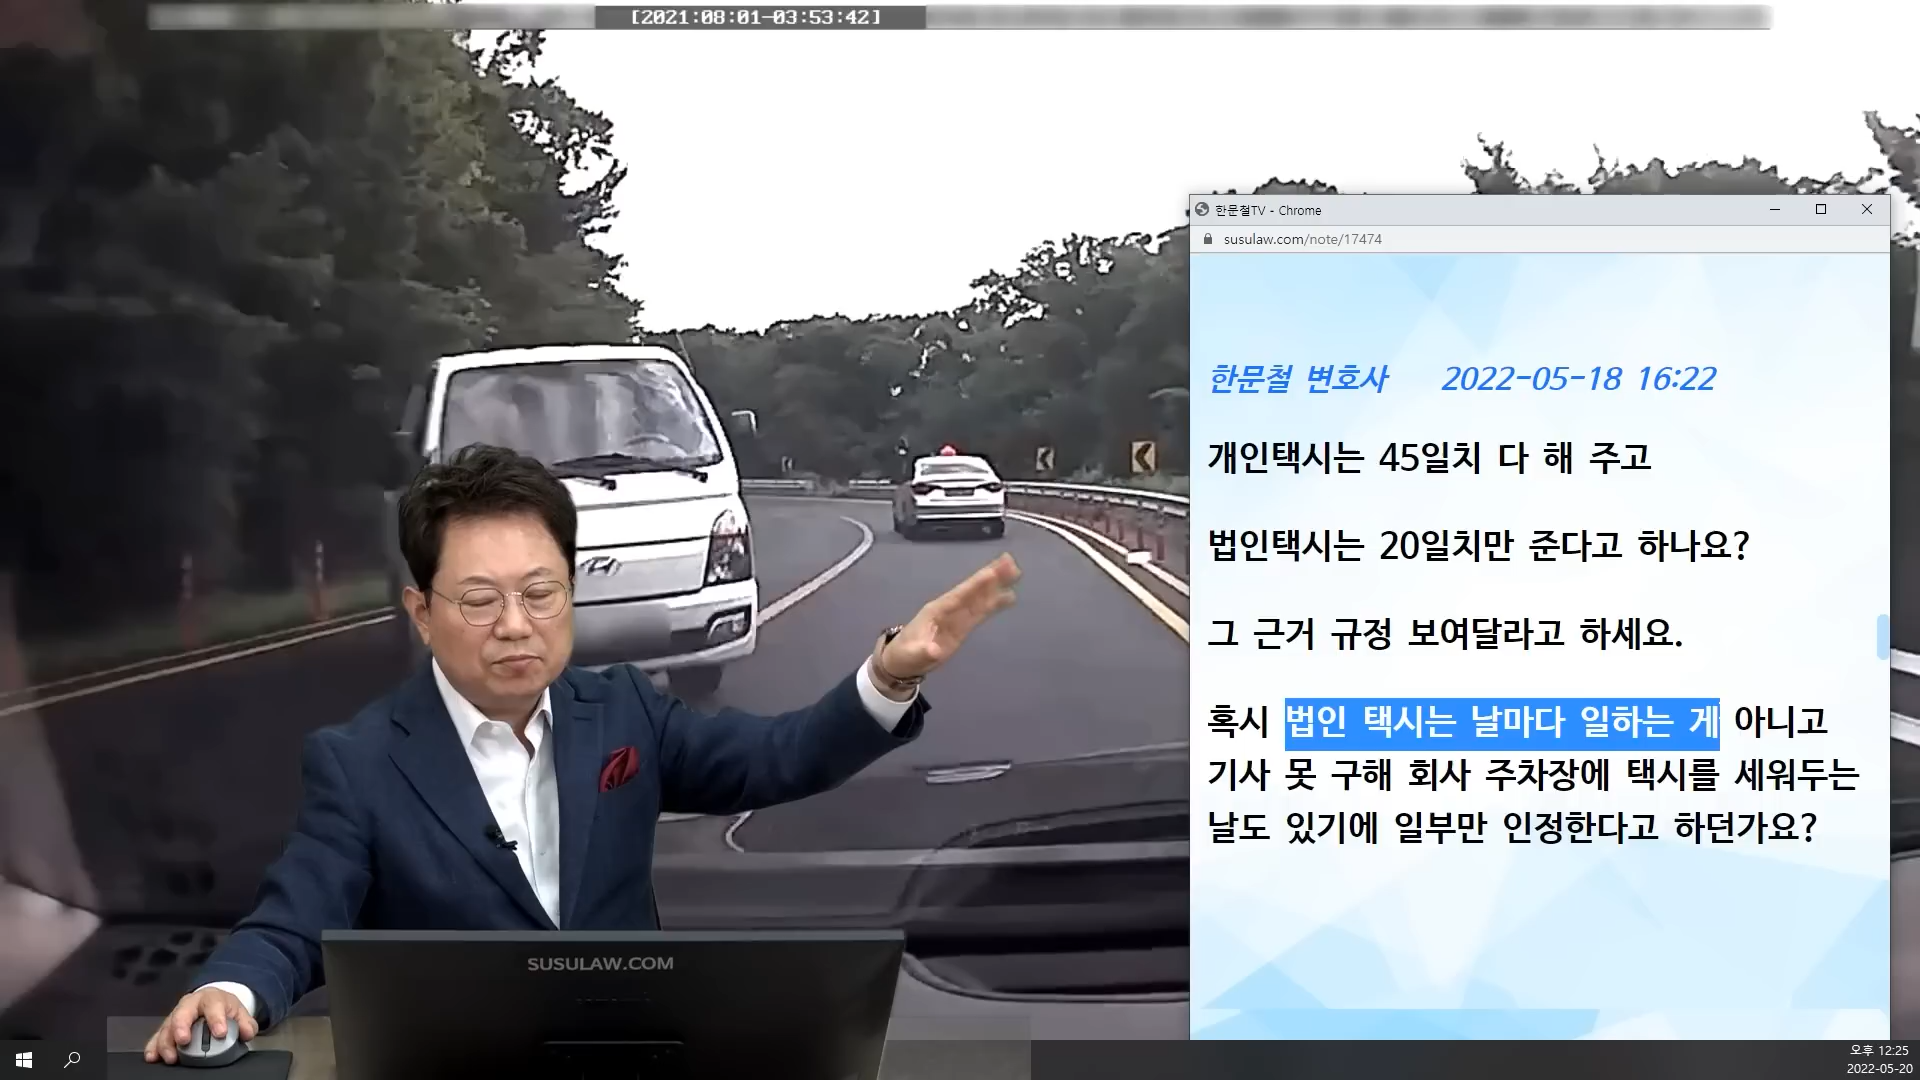 [2021:08:01-03:53:42]
한문철TV - Chrome
susulaw.com/note/17474
한문철 변호사 2022-05-18 16:22
개인택시는 45일치 다 해 주고
법인택시는 20일치만 준다고 하나요?
그 근거 규정 보여달라고 하세요.
혹시 법인 택시는 날마다 일하는 게 아니고
기사 못 구해 회사 주차장에 택시를 세워두는
날도 있기에 일부만 인정한다고 하던가요?
SUSULAW.COM
오후 12:25
2022-05-20